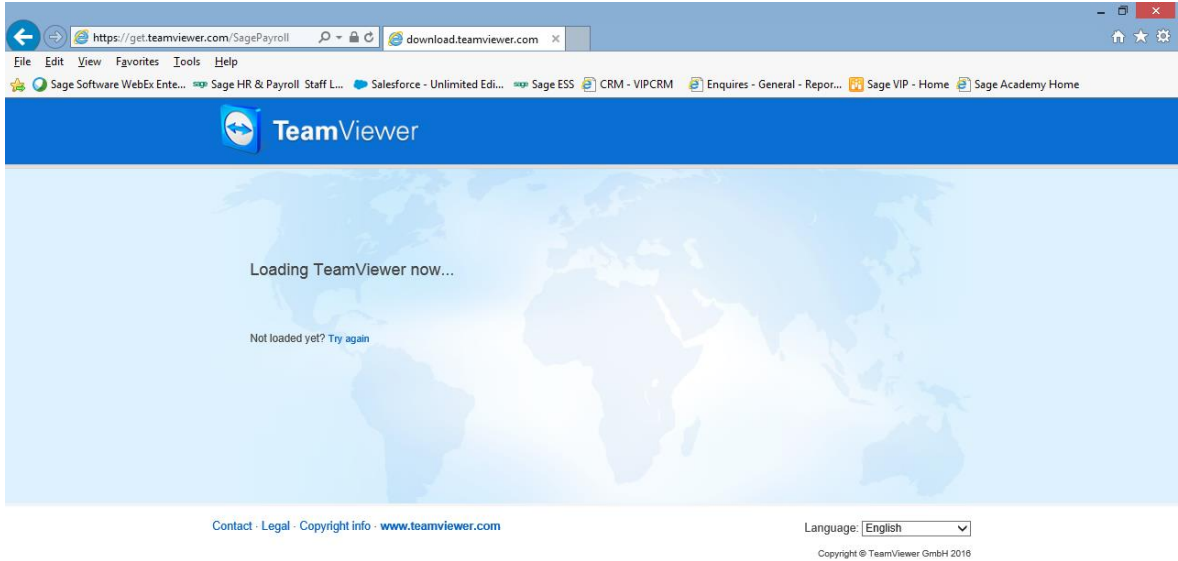 https://get.teamviewer.com/SagePayroll
download.teamviewer.com
File Edit View Favorites Tools Help
Sage Software WebEx Ente... sage Sage HR & Payroll Staff L... Salesforce - Unlimited Edi... sage Sage ESS CRM - VIPCRM Enquires - General - Repor... Sage VIP - Home Sage Academy Home
TeamViewer
Loading TeamViewer now...
Not loaded yet? Try again
Contact · Legal · Copyright info · www.teamviewer.com
Language: English
Copyright © TeamViewer GmbH 2016